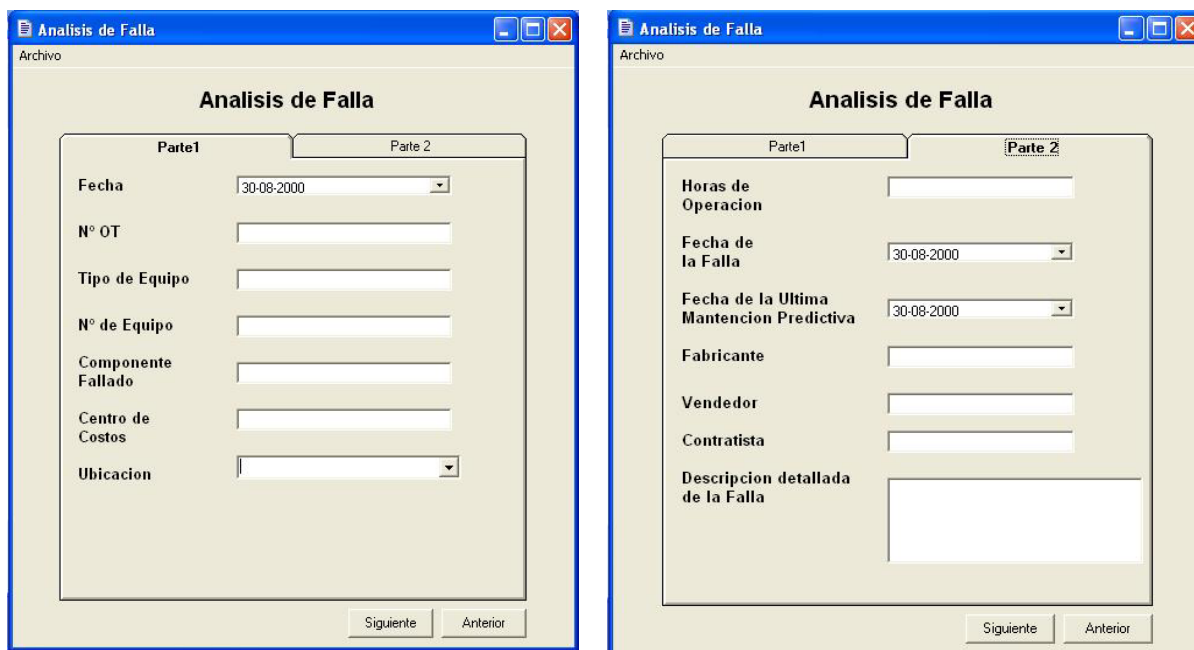 Analisis de Falla
Archivo
Analisis de Falla
Parte1
Parte 2
Fecha
30-08-2000
Nº OT
Tipo de Equipo
Nº de Equipo
Componente
Fallado
Centro de
Costos
Ubicacion
Siguiente
Anterior
Analisis de Falla
Archivo
Analisis de Falla
Parte1
Parte 2
Horas de
Operacion
Fecha de
la Falla
30-08-2000
Fecha de la Ultima
Mantencion Predictiva
30-08-2000
Fabricante
Vendedor
Contratista
Descripcion detallada
de la Falla
Siguiente
Anterior